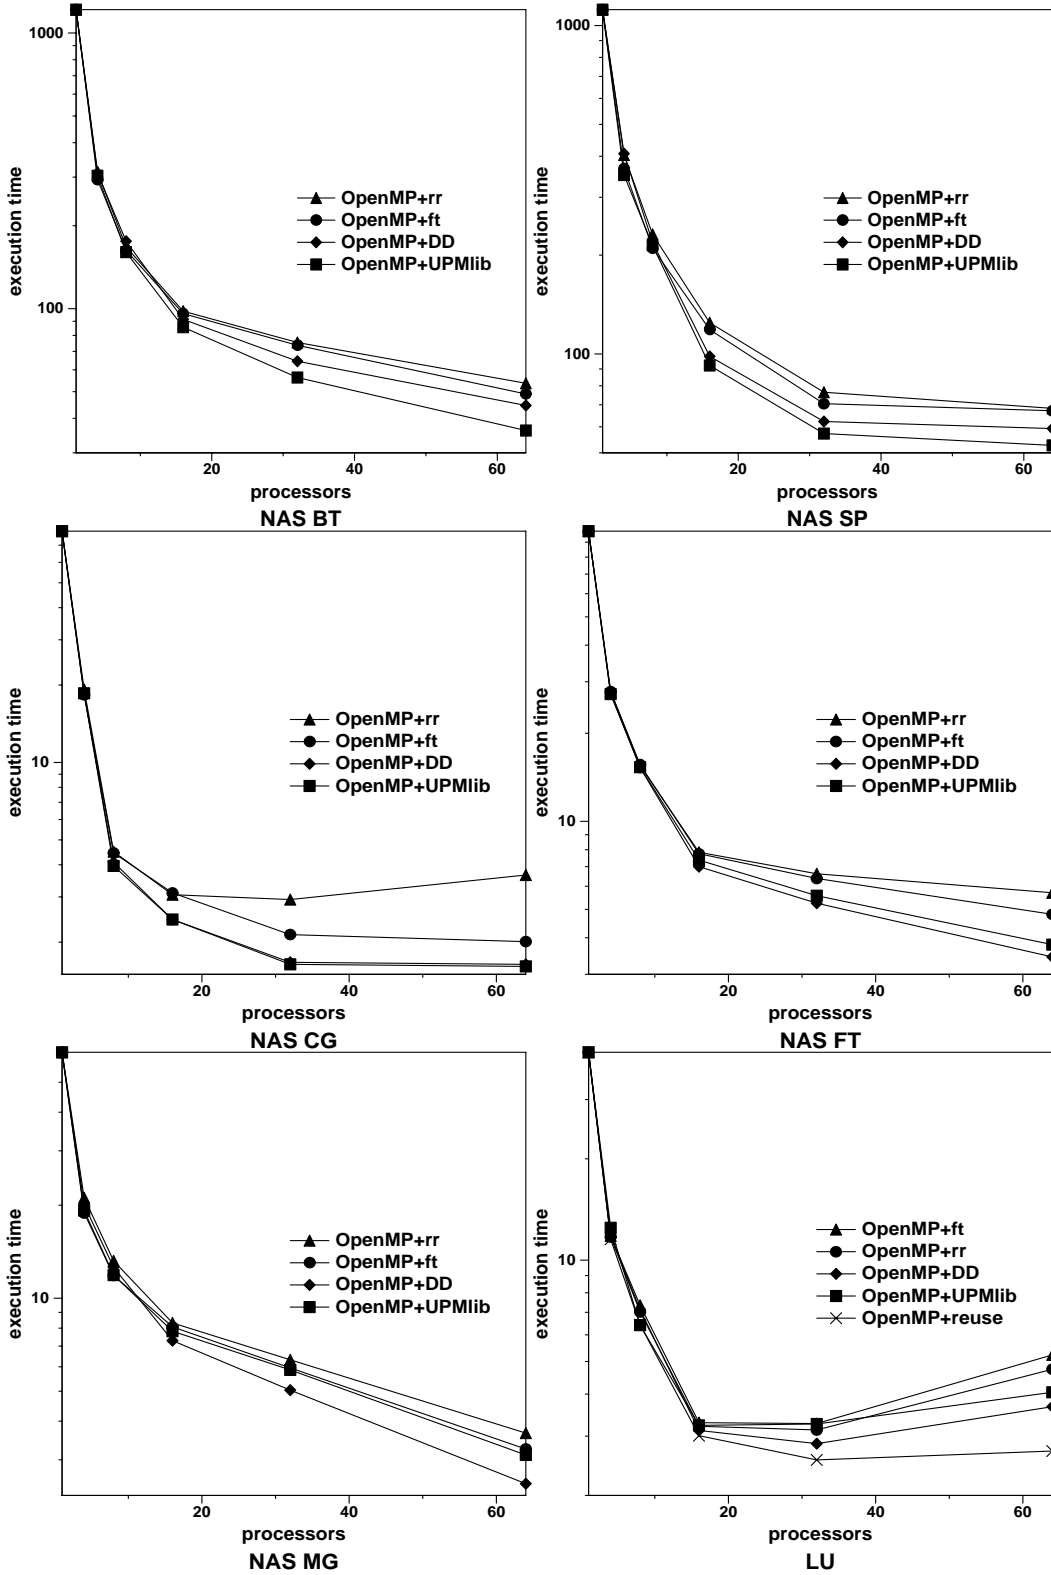 1000
100
execution time
OpenMP+rr
OpenMP+ft
OpenMP+DD
OpenMP+UPMlib
20 40 60
processors
NAS BT
1000
100
execution time
OpenMP+rr
OpenMP+ft
OpenMP+DD
OpenMP+UPMlib
20 40 60
processors
NAS SP
10
execution time
OpenMP+rr
OpenMP+ft
OpenMP+DD
OpenMP+UPMlib
20 40 60
processors
NAS CG
10
execution time
OpenMP+rr
OpenMP+ft
OpenMP+DD
OpenMP+UPMlib
20 40 60
processors
NAS FT
10
execution time
OpenMP+rr
OpenMP+ft
OpenMP+DD
OpenMP+UPMlib
20 40 60
processors
NAS MG
10
execution time
OpenMP+ft
OpenMP+rr
OpenMP+DD
OpenMP+UPMlib
OpenMP+reuse
20 40 60
processors
LU